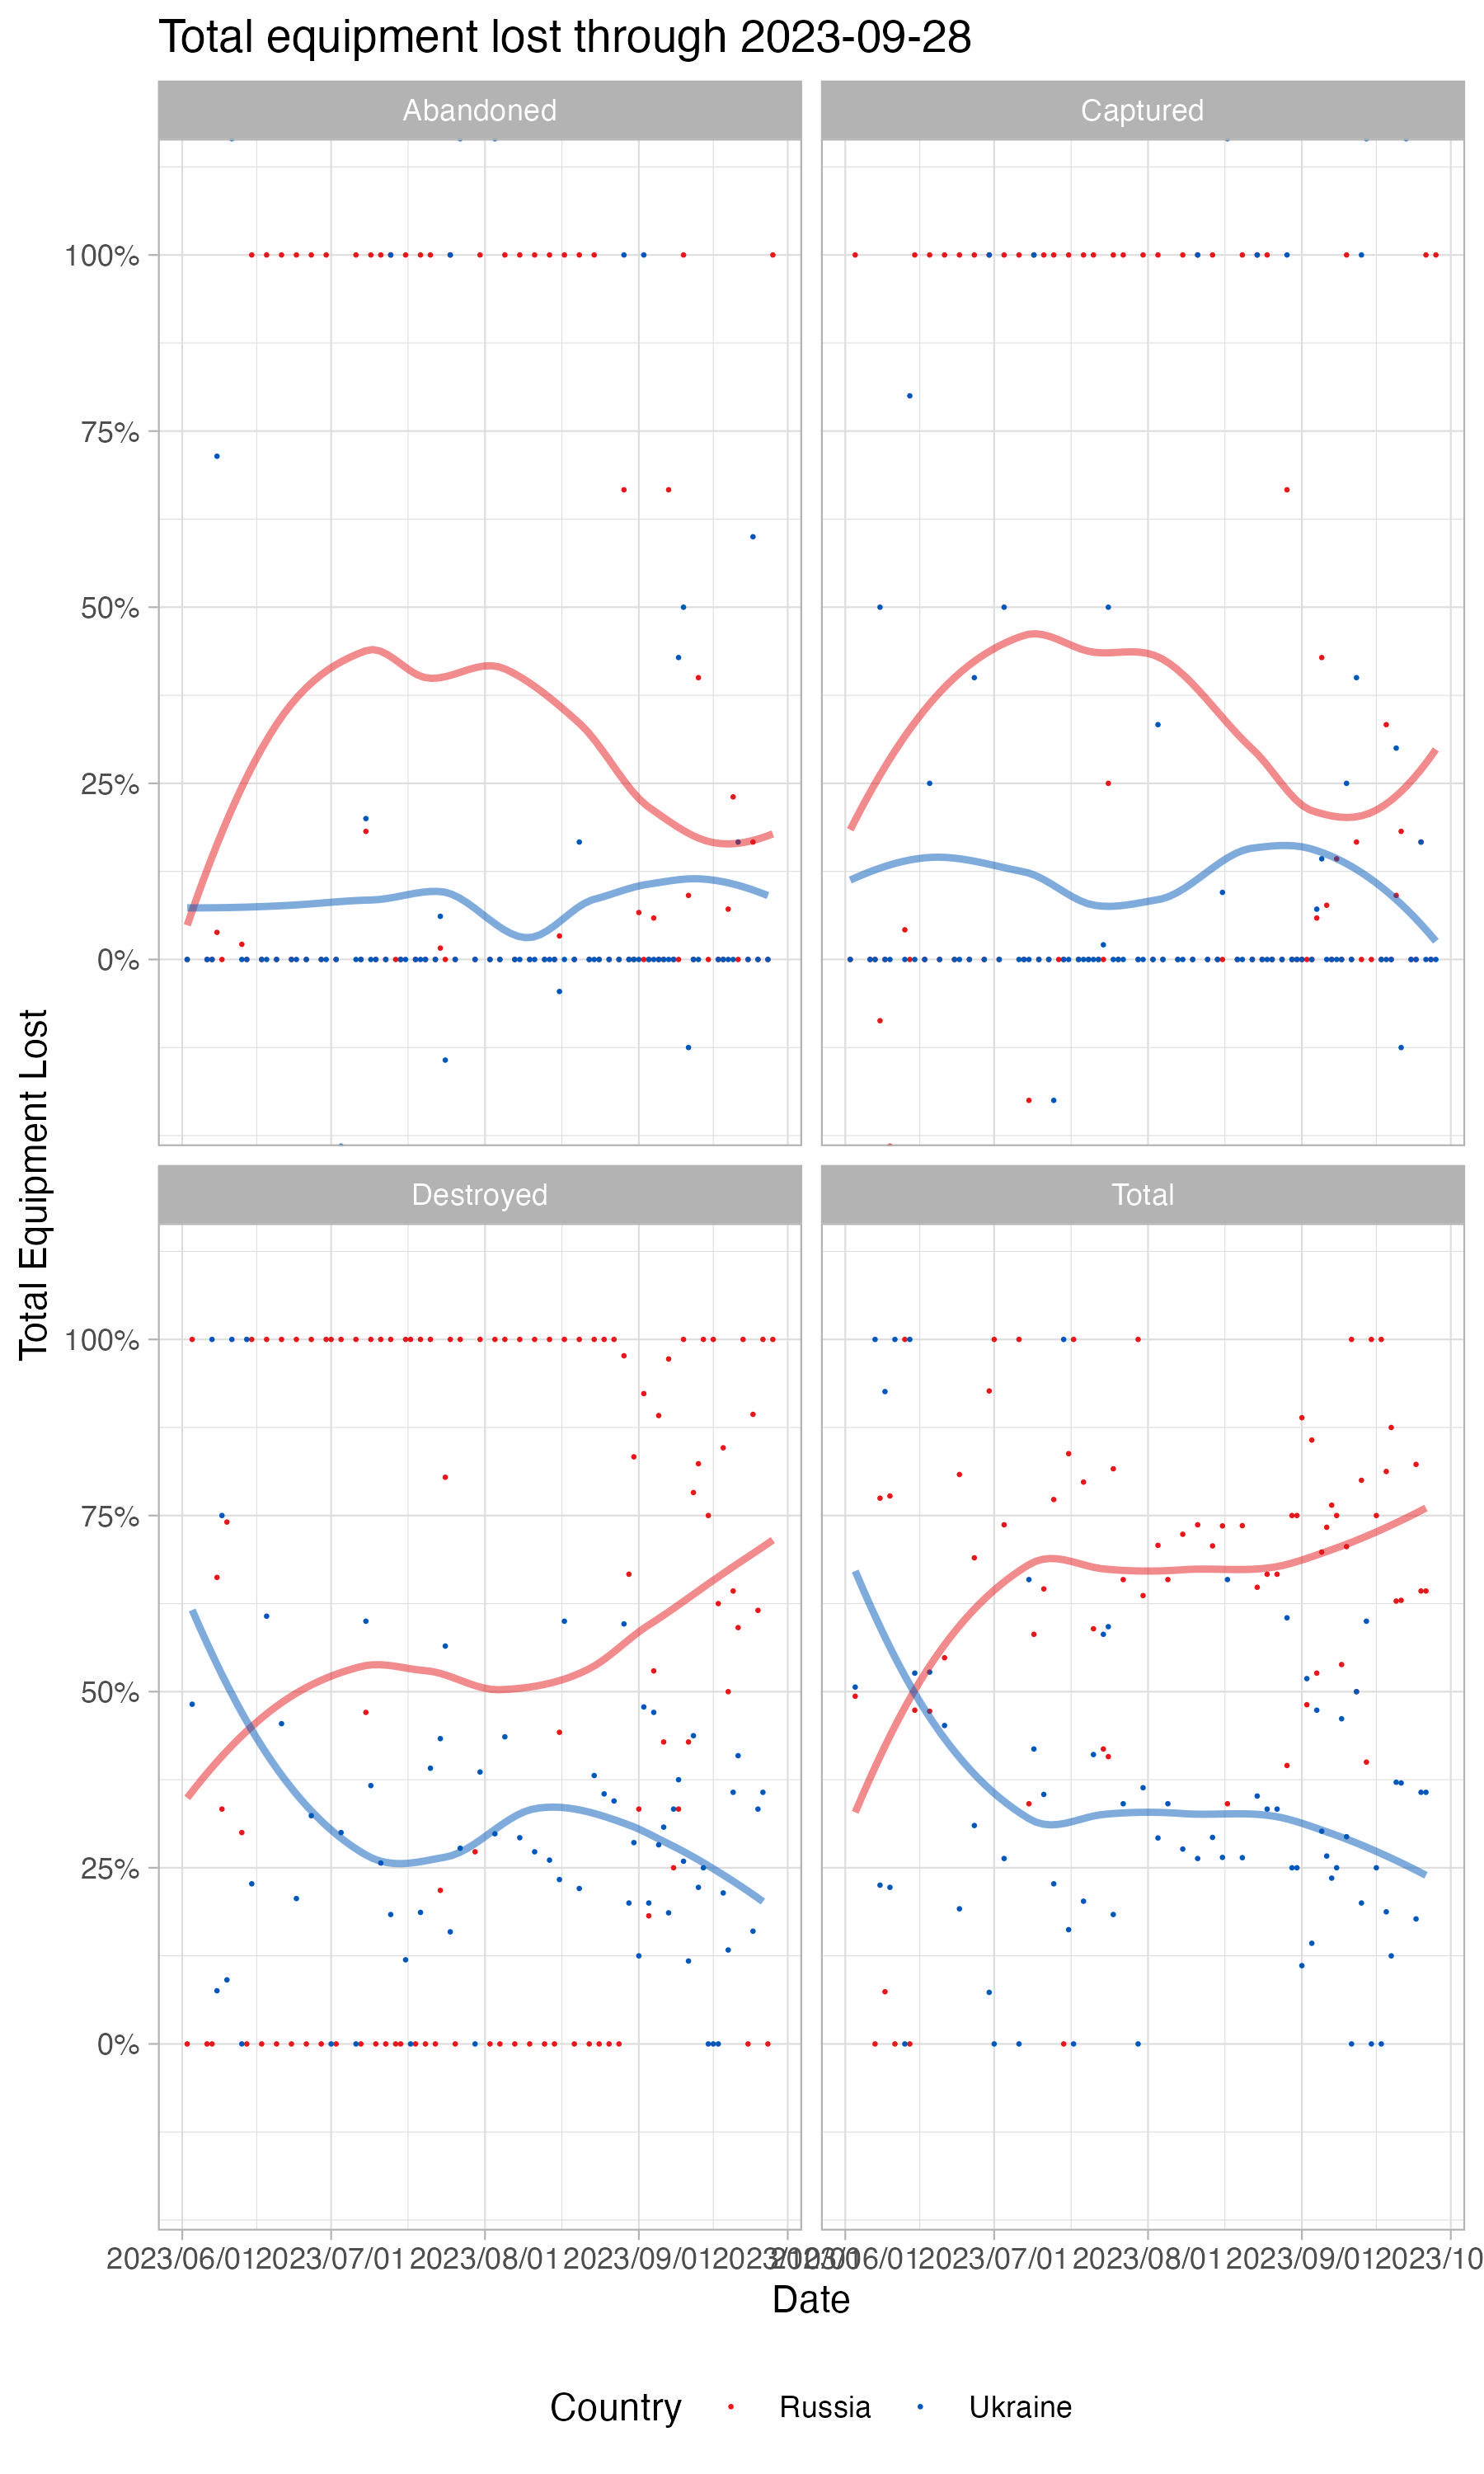 Total equipment lost through 2023-09-28
Abandoned
Captured
100%
75%
50%
25%
0%
Total Equipment Lost
Destroyed
Total
100%
75%
50%
25%
0%
2023/06/01 2023/07/01 2023/08/01 2023/09/01 2023/07/01 2023/08/01 2023/09/01 2023/10
Date
Country Russia Ukraine